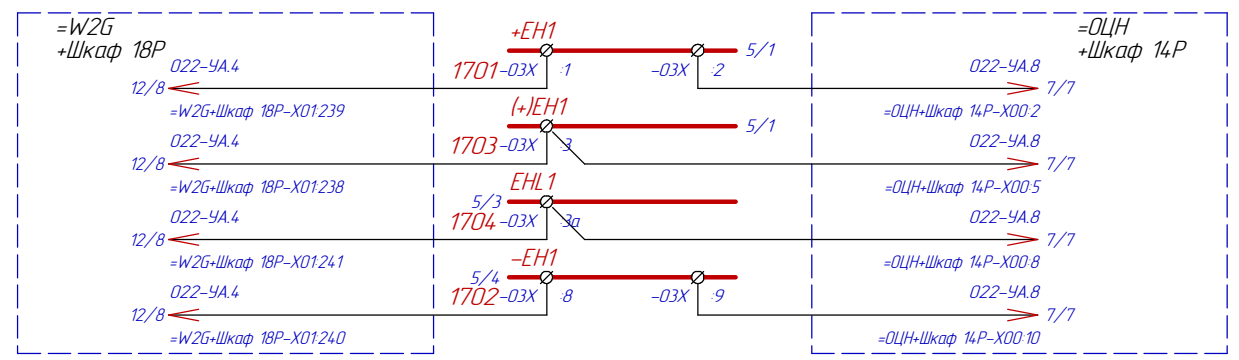 =W2G
+Шкаф 18Р
=ОЦН
+Шкаф 14Р
+EH1
5/1
022-УА.4
1701 -03X :1
-03X :2
022-УА.8
12/8
7/7
=W2G+Шкаф 18Р-X01:239
=ОЦН+Шкаф 14Р-X00:2
(+)EH1
5/1
022-УА.4
1703 -03X :3
022-УА.8
12/8
7/7
=W2G+Шкаф 18Р-X01:238
=ОЦН+Шкаф 14Р-X00:5
EHL1
5/3
022-УА.4
1704 -03X :3а
022-УА.8
12/8
7/7
=W2G+Шкаф 18Р-X01:241
=ОЦН+Шкаф 14Р-X00:8
-EH1
5/4
022-УА.4
1702 -03X :8
-03X :9
022-УА.8
12/8
7/7
=W2G+Шкаф 18Р-X01:240
=ОЦН+Шкаф 14Р-X00:10